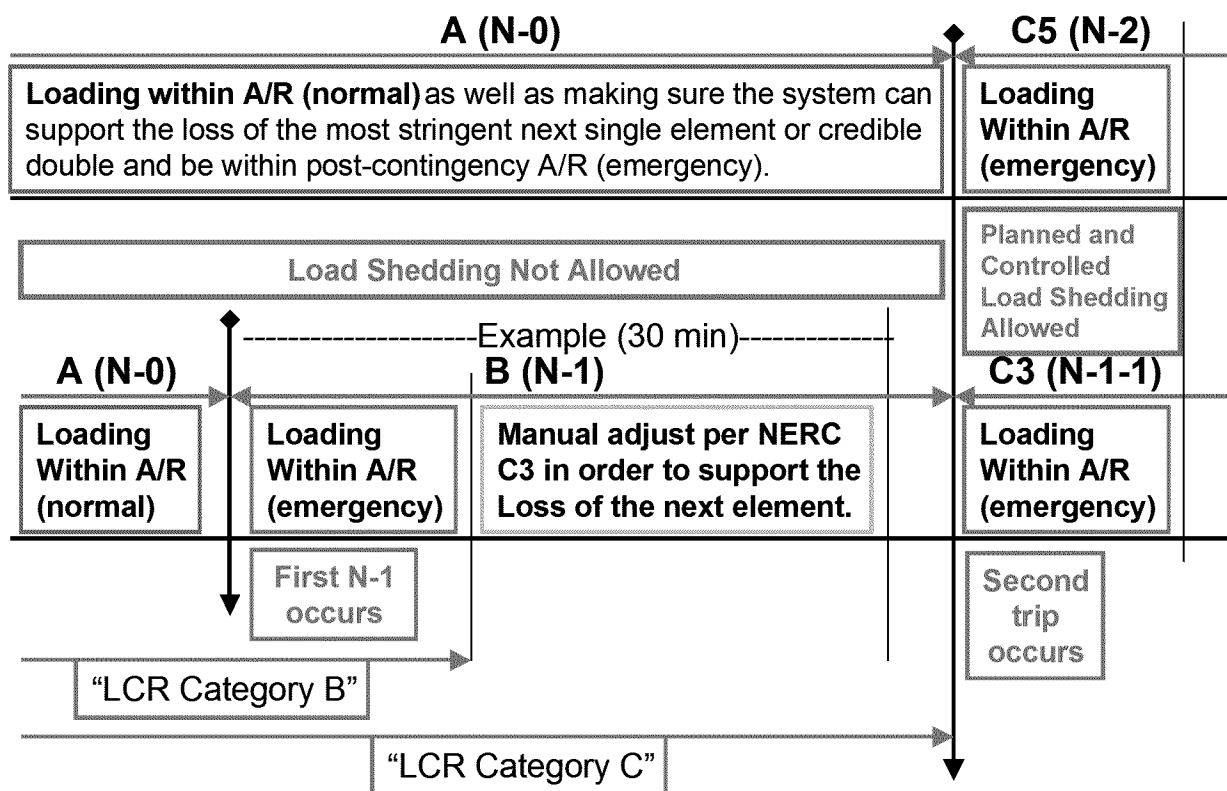 A (N-0)
C5 (N-2)
Loading within A/R (normal) as well as making sure the system can
support the loss of the most stringent next single element or credible
double and be within post-contingency A/R (emergency).
Loading
Within A/R
(emergency)
Load Shedding Not Allowed
Planned and
Controlled
Load Shedding
Allowed
Example (30 min)
A (N-0)
B (N-1)
C3 (N-1-1)
Loading
Within A/R
(normal)
Loading
Within A/R
(emergency)
Manual adjust per NERC
C3 in order to support the
Loss of the next element.
Loading
Within A/R
(emergency)
First N-1
occurs
Second
trip
occurs
“LCR Category B”
“LCR Category C”